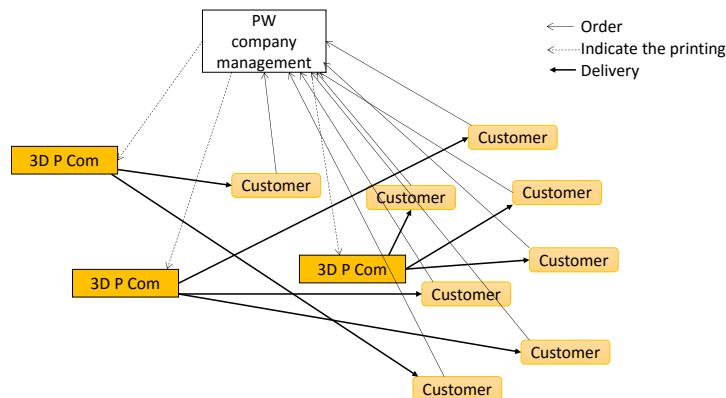 PW
company
management
Order
Indicate the printing
Delivery
Customer
3D P Com
Customer
Customer
Customer
Customer
3D P Com
3D P Com
Customer
Customer
Customer